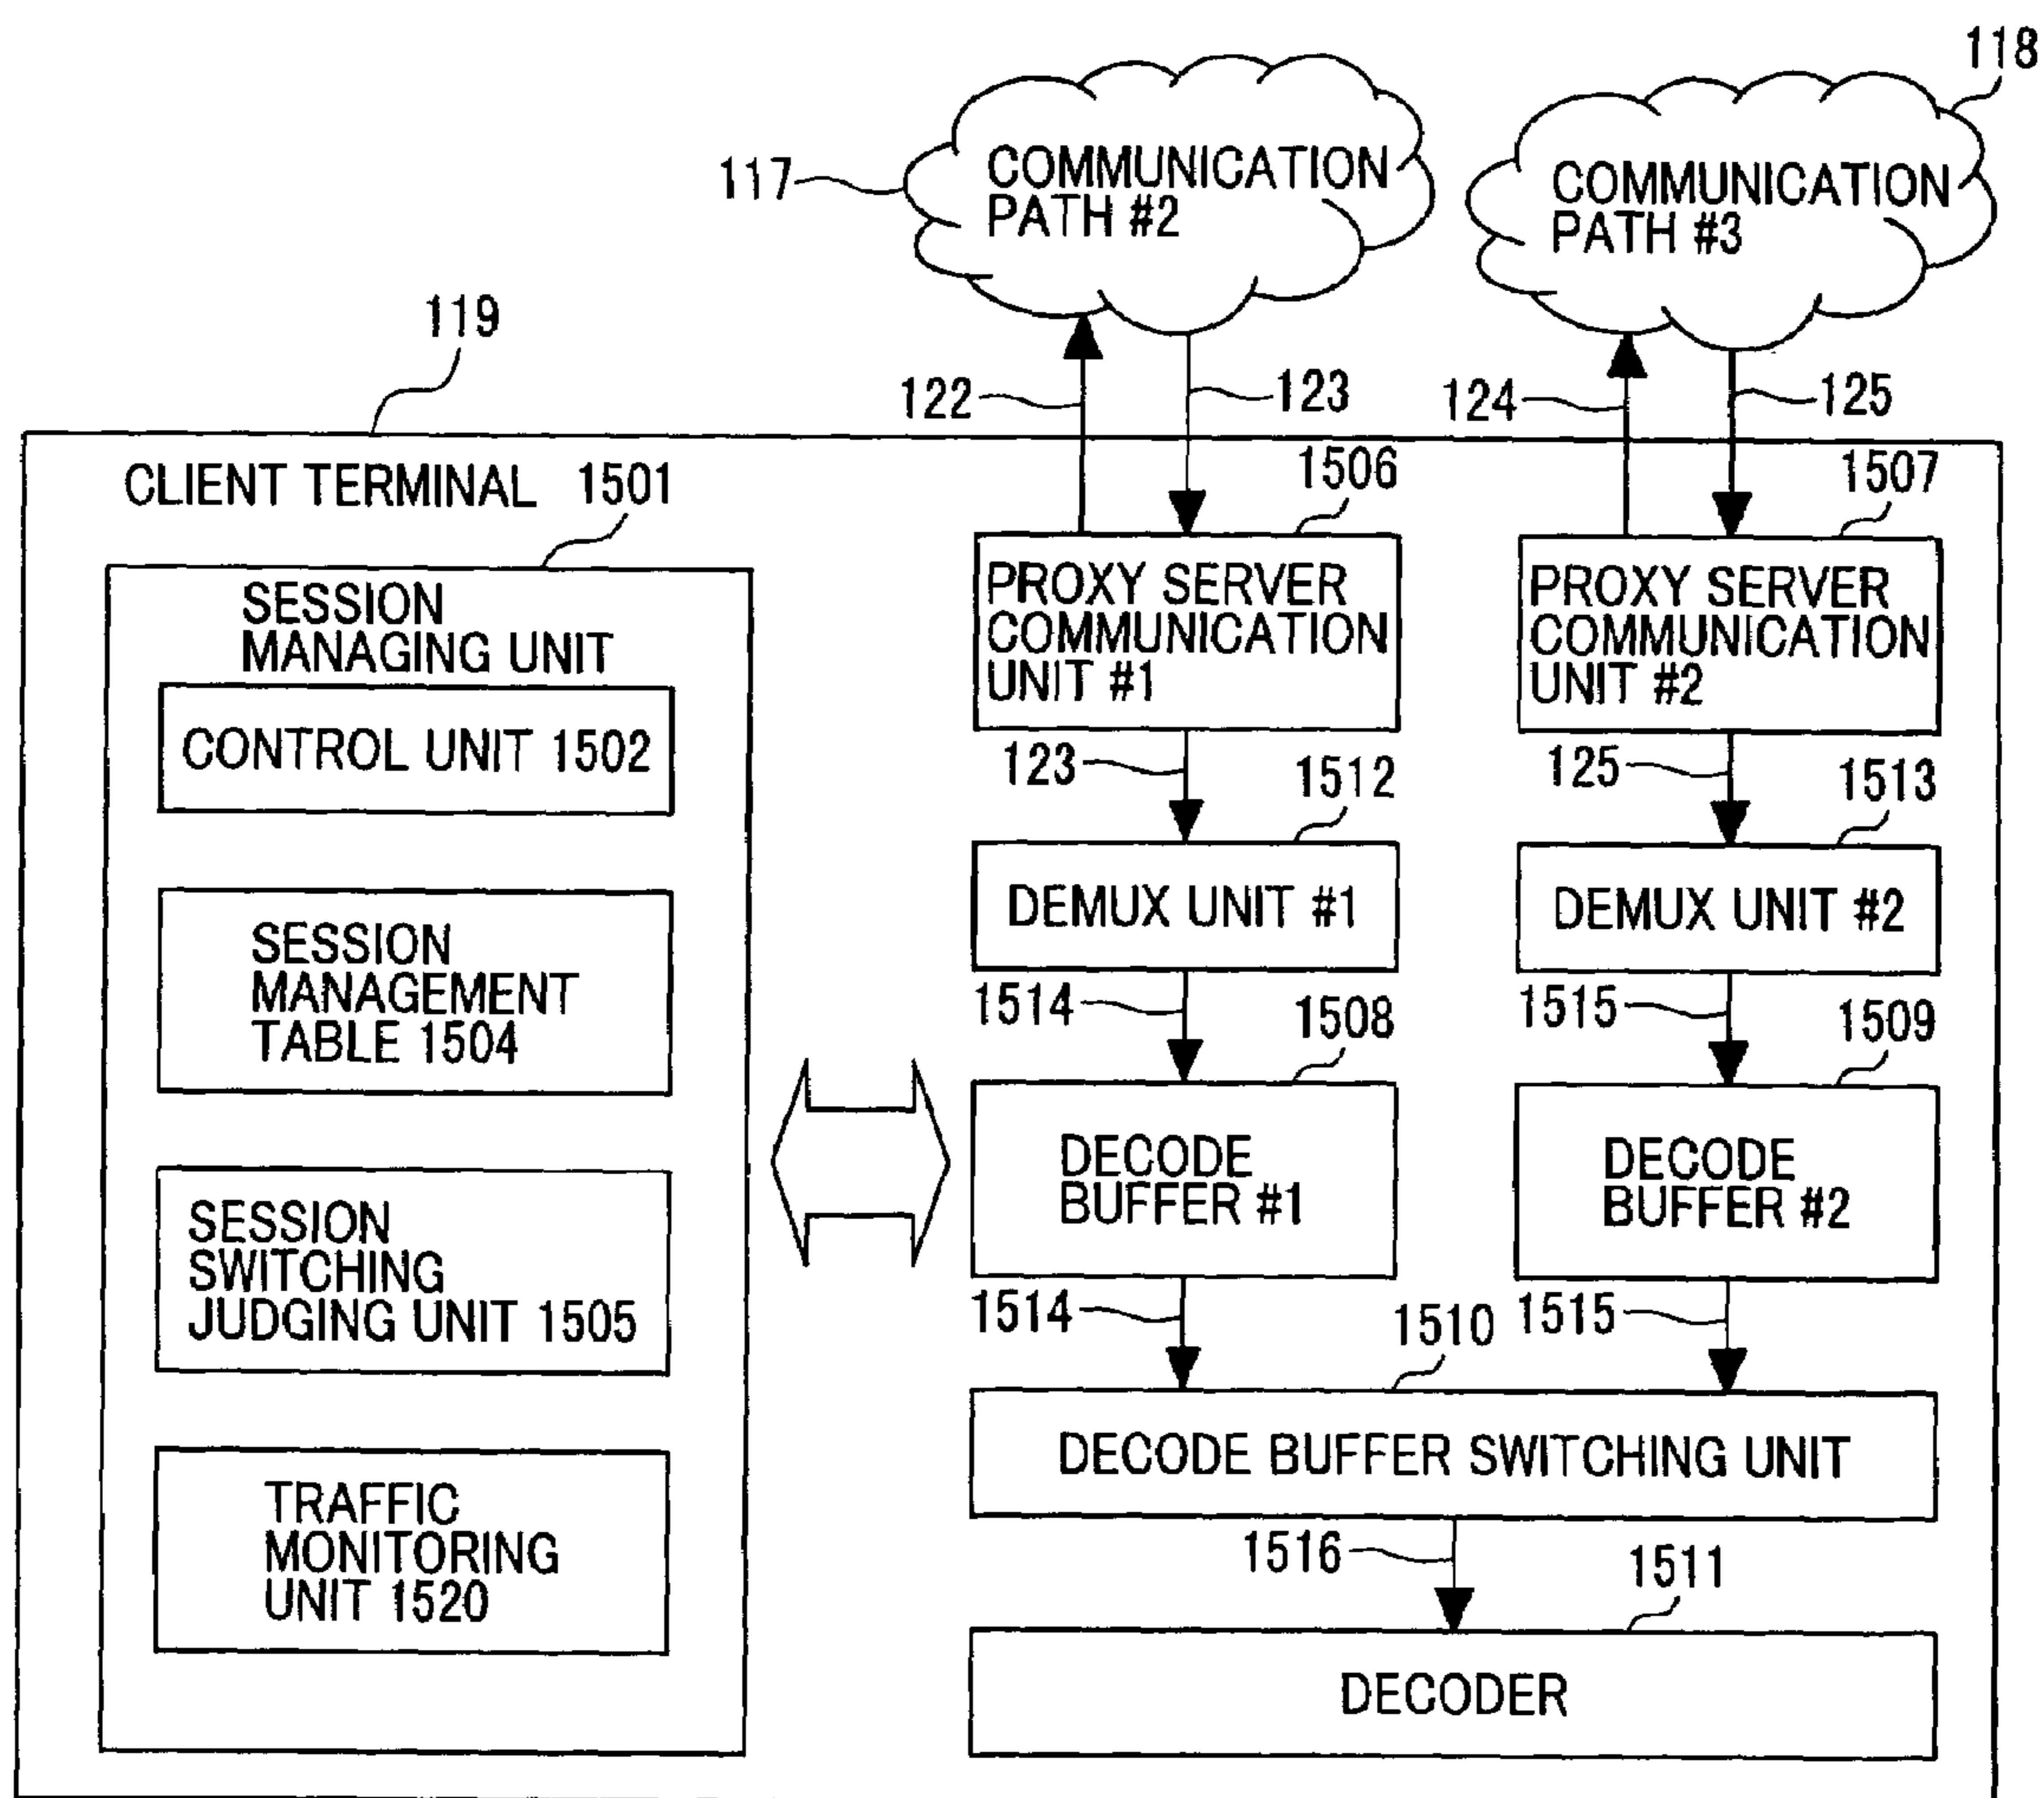 118
117
COMMUNICATION
PATH #2
COMMUNICATION
PATH #3
119
122
123
124
125
CLIENT TERMINAL
1501
1506
1507
SESSION
MANAGING UNIT
CONTROL UNIT 1502
SESSION
MANAGEMENT
TABLE 1504
SESSION
SWITCHING
JUDGING UNIT 1505
TRAFFIC
MONITORING
UNIT 1520
PROXY SERVER
COMMUNICATION
UNIT #1
PROXY SERVER
COMMUNICATION
UNIT #2
123
1512
125
1513
DEMUX UNIT #1
DEMUX UNIT #2
1514
1508
1515
1509
DECODE
BUFFER #1
DECODE
BUFFER #2
1514
1510
1515
DECODE BUFFER SWITCHING UNIT
1516
1511
DECODER